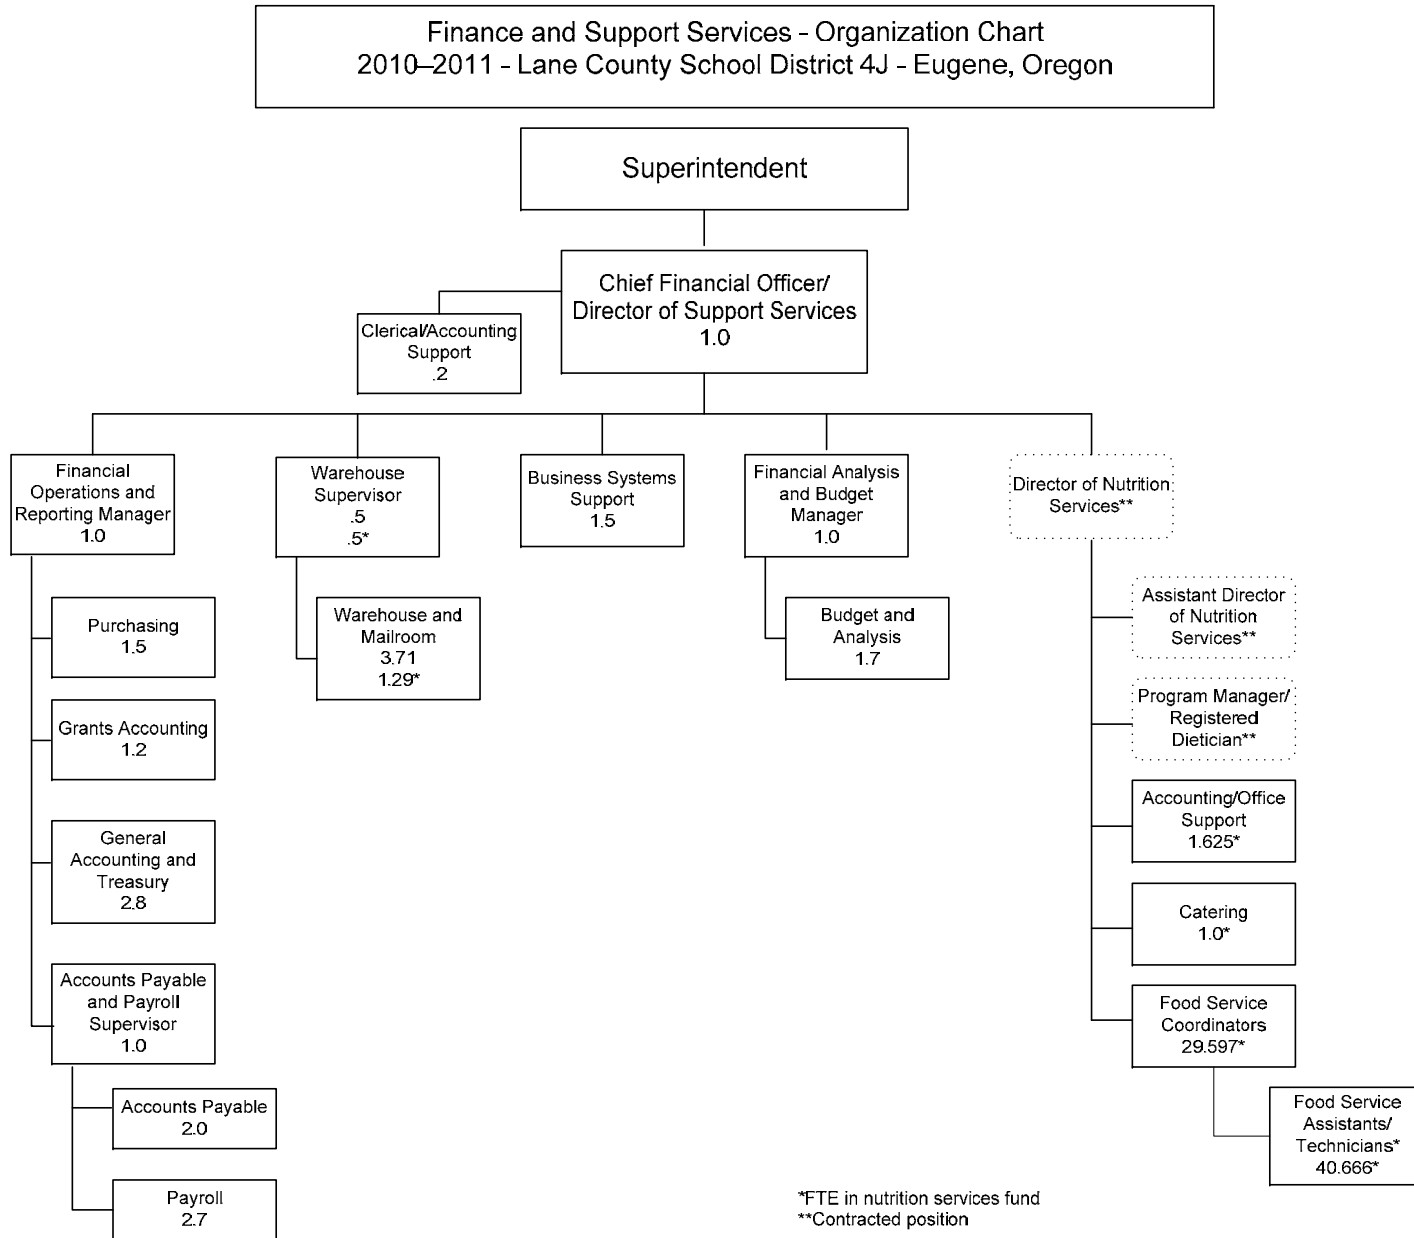 Finance and Support Services - Organization Chart
2010–2011 - Lane County School District 4J - Eugene, Oregon
Superintendent
Chief Financial Officer/
Director of Support Services
1.0
Clerical/Accounting
Support
.2
Financial
Operations and
Reporting Manager
1.0
Warehouse
Supervisor
.5
.5*
Business Systems
Support
1.5
Financial Analysis
and Budget
Manager
1.0
Director of Nutrition
Services**
Purchasing
1.5
Grants Accounting
1.2
General
Accounting and
Treasury
2.8
Accounts Payable
and Payroll
Supervisor
1.0
Accounts Payable
2.0
Payroll
2.7
Warehouse and
Mailroom
3.71
1.29*
Budget and
Analysis
1.7
Assistant Director
of Nutrition
Services**
Program Manager/
Registered
Dietician**
Accounting/Office
Support
1.625*
Catering
1.0*
Food Service
Coordinators
29.597*
Food Service
Assistants/
Technicians*
40.666*
*FTE in nutrition services fund
**Contracted position